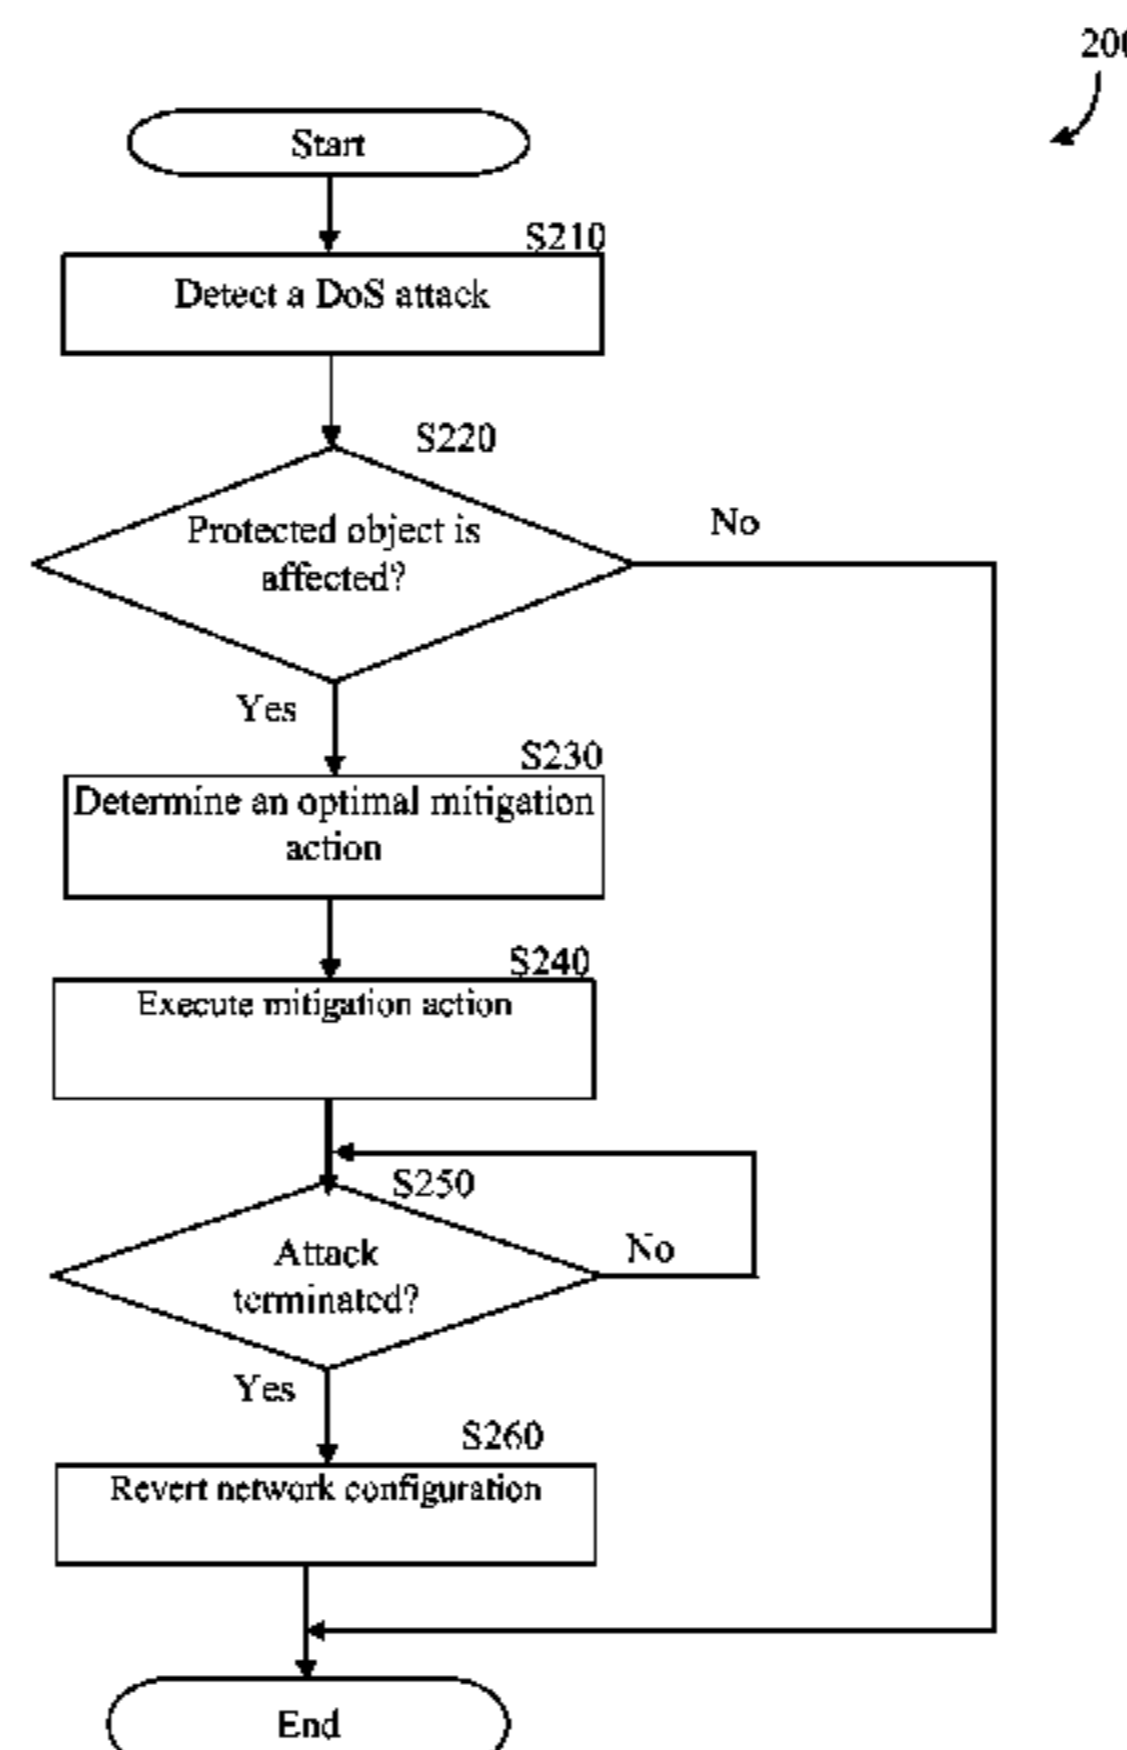 200
Start
S210
Detect a DoS attack
S220
Protected object is
affected?
No
Yes
S230
Determine an optimal mitigation
action
S240
Execute mitigation action
S250
Attack
terminated?
No
Yes
S260
Revert network configuration
End